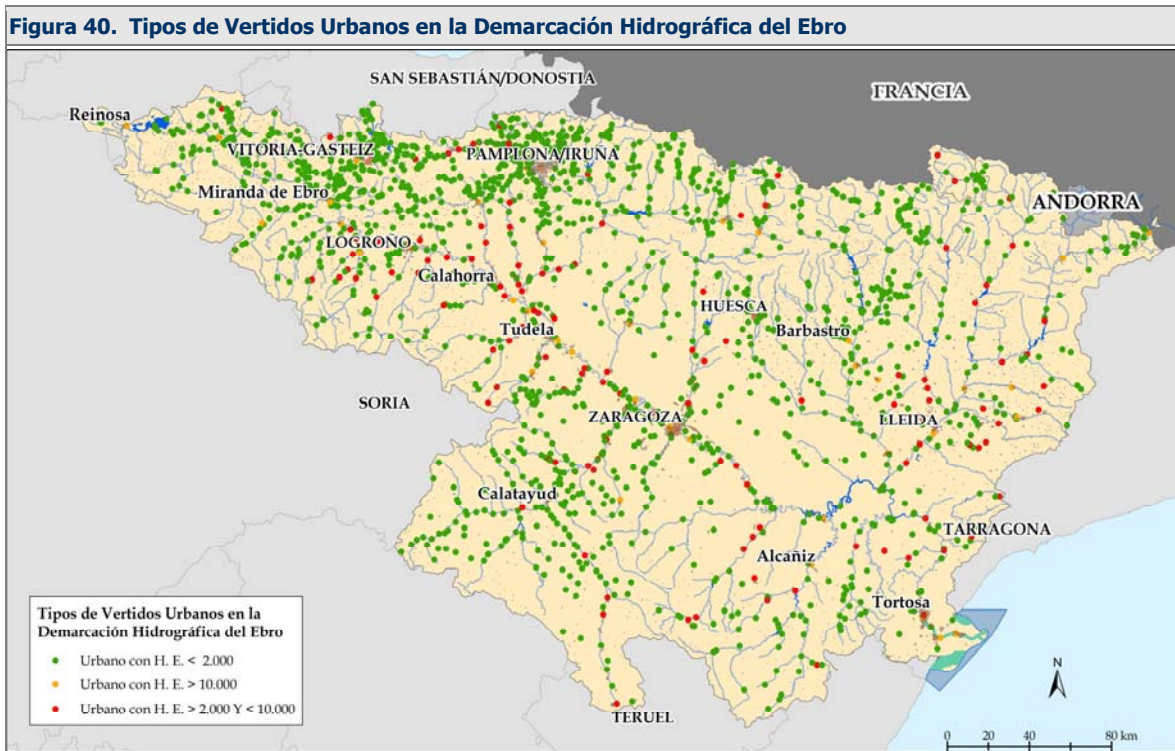 Figura 40. Tipos de Vertidos Urbanos en la Demarcación Hidrográfica del Ebro
SAN SEBASTIÁN/DONOSTIA
FRANCIA
Reinosa
VITORIA-GASTEIZ
PAMPLONA/IRUÑA
Miranda de Ebro
ANDORRA
LOGROÑO
Calahorra
HUESCA
Tudela
Barbastro
SORIA
ZARAGOZA
LLEIDA
Calatayud
TARRAGONA
Alcañiz
Tortosa
Tipos de Vertidos Urbanos en la
Demarcación Hidrográfica del Ebro
Urbano con H. E. < 2.000
Urbano con H. E. > 10.000
Urbano con H. E. > 2.000 Y < 10.000
TERUEL
N
0 20 40 80 km